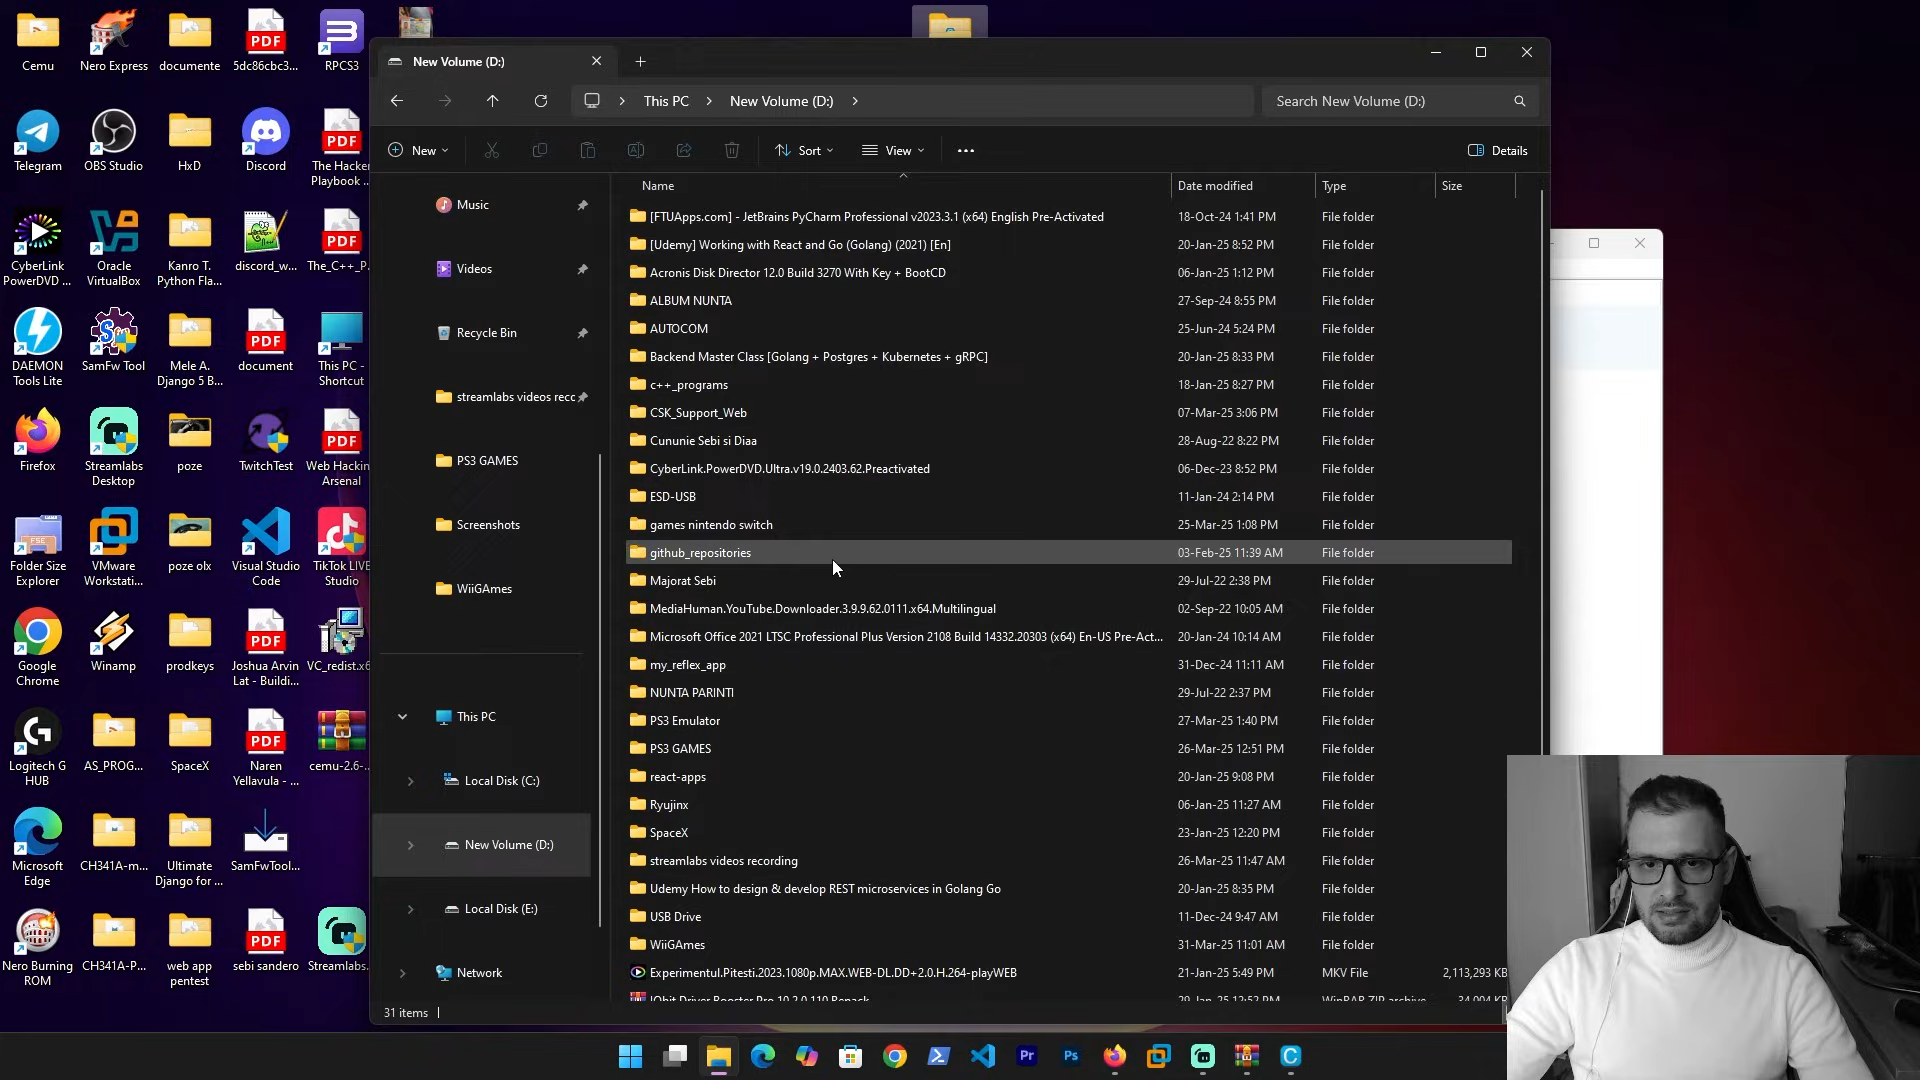 Cemu
Nero Express
documente
5dc86cbc3...
RPCS3
Telegram
OBS Studio
HxD
Discord
The Hacker
Playbook ..
CyberLink
PowerDVD ...
Oracle
VirtualBox
Kanro T.
Python Fla...
discord_w...
The_C++_P..
DAEMON
Tools Lite
SamFw Tool
Mele A.
Django 5 B...
document
This PC -
Shortcut
Firefox
Streamlabs
Desktop
poze
TwitchTest
Web Hackin
Arsenal
Folder Size
Explorer
VMware
Workstati...
poze olx
Visual Studio
Code
TikTok LIVE
Studio
Google
Chrome
Winamp
prodkeys
Joshua Arvin
Lat - Buildi...
VC_redist.x6
Logitech G
HUB
AS_PROG...
SpaceX
Naren
Yellavula - ...
cemu-2.6-..
Microsoft
Edge
CH341A-m...
Ultimate
Django for ...
SamFwTool...
Nero Burning
ROM
CH341A-P...
web app
pentest
sebi sandero
Streamlabs.
New Volume (D:)
This PC
New Volume (D:)
Search New Volume (D:)
New
Sort
View
Details
Music
Videos
Recycle Bin
streamlabs videos recc
PS3 GAMES
Screenshots
WiiGAmes
This PC
Local Disk (C:)
New Volume (D:)
Local Disk (E:)
Network
Name Date modified Type Size
[FTUApps.com] - JetBrains PyCharm Professional v2023.3.1 (x64) English Pre-Activated 18-Oct-24 1:41 PM File folder
[Udemy] Working with React and Go (Golang) (2021) [En] 20-Jan-25 8:52 PM File folder
Acronis Disk Director 12.0 Build 3270 With Key + BootCD 06-Jan-25 1:12 PM File folder
ALBUM NUNTA 27-Sep-24 8:55 PM File folder
AUTOCOM 25-Jun-24 5:24 PM File folder
Backend Master Class [Golang + Postgres + Kubernetes + gRPC] 20-Jan-25 8:33 PM File folder
c++_programs 18-Jan-25 8:27 PM File folder
CSK_Support_Web 07-Mar-25 3:06 PM File folder
Cununie Sebi si Diaa 28-Aug-22 8:22 PM File folder
CyberLink.PowerDVD.Ultra.v19.0.2403.62.Preactivated 06-Dec-23 8:52 PM File folder
ESD-USB 11-Jan-24 2:14 PM File folder
games nintendo switch 25-Mar-25 1:08 PM File folder
github_repositories 03-Feb-25 11:39 AM File folder
Majorat Sebi 29-Jul-22 2:38 PM File folder
MediaHuman.YouTube.Downloader.3.9.9.62.0111.x64.Multilingual 02-Sep-22 10:05 AM File folder
Microsoft Office 2021 LTSC Professional Plus Version 2108 Build 14332.20303 (x64) En-US Pre-Act... 20-Jan-24 10:14 AM File folder
my_reflex_app 31-Dec-24 11:11 AM File folder
NUNTA PARINTI 29-Jul-22 2:37 PM File folder
PS3 Emulator 27-Mar-25 1:40 PM File folder
PS3 GAMES 26-Mar-25 12:51 PM File folder
react-apps 20-Jan-25 9:08 PM File folder
Ryujinx 06-Jan-25 11:27 AM File folder
SpaceX 23-Jan-25 12:20 PM File folder
streamlabs videos recording 26-Mar-25 11:47 AM File folder
Udemy How to design & develop REST microservices in Golang Go 20-Jan-25 8:35 PM File folder
USB Drive 11-Dec-24 9:47 AM File folder
WiiGAmes 31-Mar-25 11:01 AM File folder
Experimentul.Pitesti.2023.1080p.MAX.WEB-DL.DD+2.0.H.264-playWEB 21-Jan-25 5:49 PM MKV File 2,113,293 KB
IObit Driver Booster Pro 10.2.0.110 Repack 29-Jan-25 12:52 PM WinRAR ZIP archive 34,004 KB
31 items